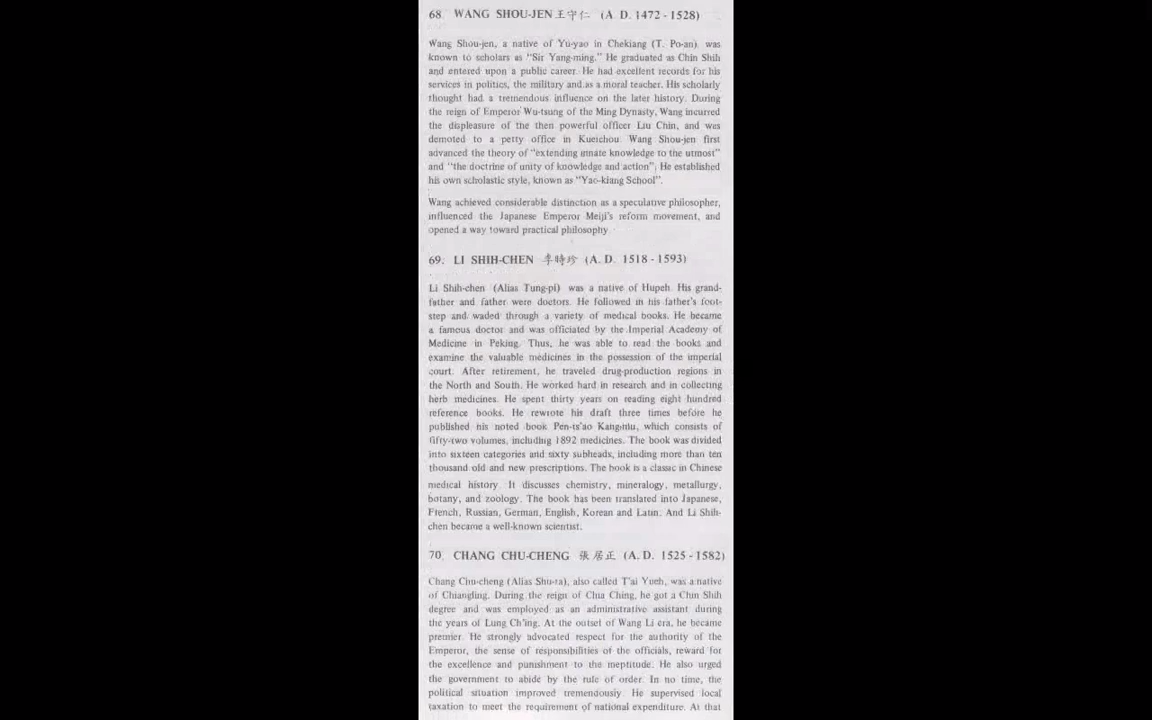 68. WANG SHOU-JEN 王守仁 (A. D. 1472 - 1528)
Wang Shou-jen, a native of Yu-yao in Chekiang (T. Po-an) was
known to scholars as "Sir Yang-ming." He graduated as Chin Shih
and entered upon a public career. He had excellent records for his
services in politics, the military and as a moral teacher. His scholarly
thought had a tremendous influence on the later history. During
the reign of Emperor Wu-tsung of the Ming Dynasty, Wang incurred
the displeasure of the then powerful officer Liu Chin, and was
demoted to a petty office in Kueichou. Wang Shou-jen first
advanced the theory of "extending innate knowledge to the utmost"
and "the doctrine of unity of knowledge and action"; He established
his own scholastic style, known as "Yao-kiang School".
Wang achieved considerable distinction as a speculative philosopher,
influenced the Japanese Emperor Meiji's reform movement, and
opened a way toward practical philosophy.
69. LI SHIH-CHEN 李時珍 (A. D. 1518 - 1593)
Li Shih-chen (Alias Tung-pi) was a native of Hupeh. His grand-
father and father were doctors. He followed in his father's foot-
step and waded through a variety of medical books. He became
a famous doctor and was officiated by the Imperial Academy of
Medicine in Peking. Thus, he was able to read the books and
examine the valuable medicines in the possession of the imperial
court. After retirement, he traveled drug-production regions in
the North and South. He worked hard in research and in collecting
herb medicines. He spent thirty years on reading eight hundred
reference books. He rewrote his draft three times before he
published his noted book Pen-ts'ao Kang-mu, which consists of
fifty-two volumes, including 1892 medicines. The book was divided
into sixteen categories and sixty subheads, including more than ten
thousand old and new prescriptions. The book is a classic in Chinese
medical history. It discusses chemistry, mineralogy, metallurgy,
botany, and zoology. The book has been translated into Japanese,
French, Russian, German, English, Korean and Latin. And Li Shih-
chen became a well-known scientist.
70. CHANG CHU-CHENG 張居正 (A. D. 1525 - 1582)
Chang Chu-cheng (Alias Shu-ta), also called T'ai Yueh, was a native
of Chiangling. During the reign of Chia Ching, he got a Chin Shih
degree and was employed as an administrative assistant during
the years of Lung Ch'ing. At the outset of Wang Li era, he became
premier. He strongly advocated respect for the authority of the
Emperor, the sense of responsibilities of the officials, reward for
the excellence and punishment to the ineptitude. He also urged
the government to abide by the rule of order. In no time, the
political situation improved tremendously. He supervised local
taxation to meet the requirement of national expenditure. At that